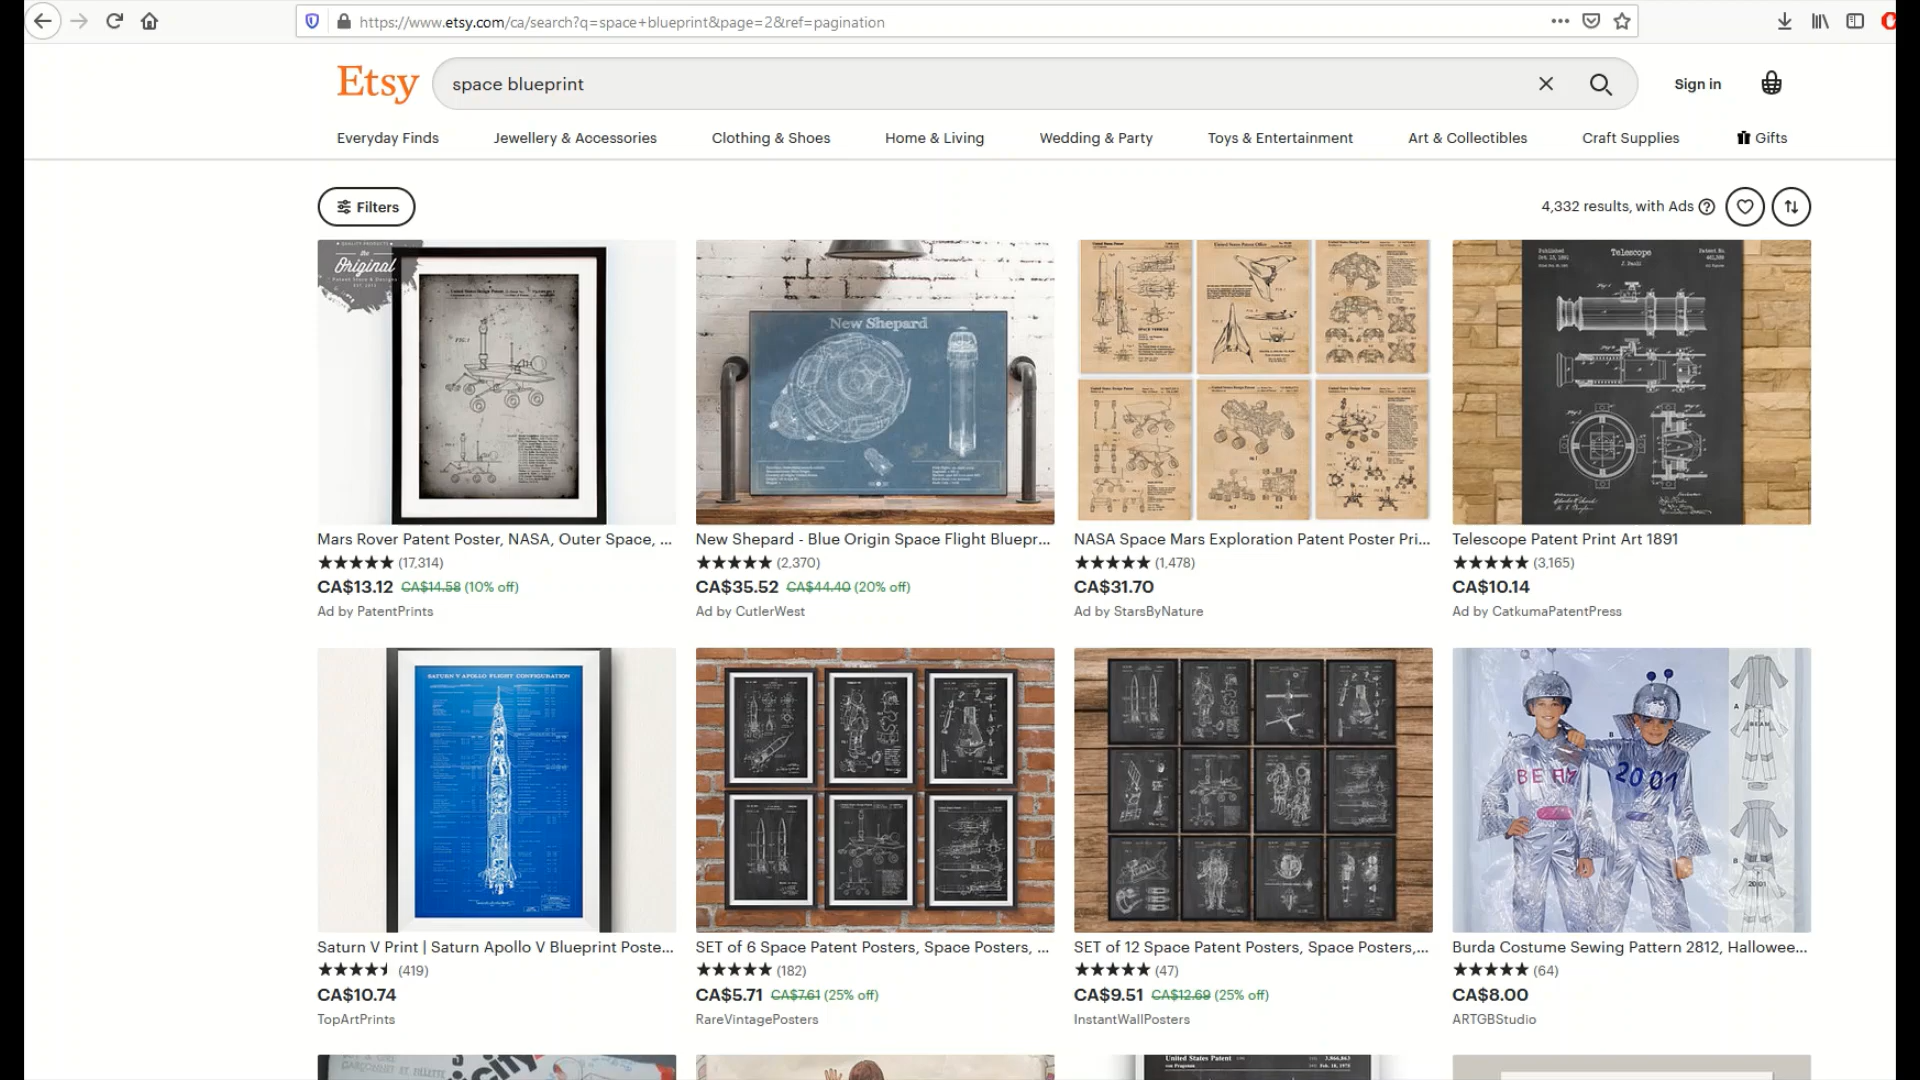 https://www.etsy.com/ca/search?q=space+blueprint&page=2&ref=pagination
Etsy
space blueprint
Sign in
Everyday Finds
Jewellery & Accessories
Clothing & Shoes
Home & Living
Wedding & Party
Toys & Entertainment
Art & Collectibles
Craft Supplies
Gifts
Filters
4,332 results, with Ads
the
Original
New Shepard
Telescope
Mars Rover Patent Poster, NASA, Outer Space, ...
★★★★★ (17,314)
CA$13.12 CA$14.58 (10% off)
Ad by PatentPrints
New Shepard - Blue Origin Space Flight Bluepr...
★★★★★ (2,370)
CA$35.52 CA$44.40 (20% off)
Ad by CutlerWest
NASA Space Mars Exploration Patent Poster Pri...
★★★★★ (1,478)
CA$31.70
Ad by StarsByNature
Telescope Patent Print Art 1891
★★★★★ (3,165)
CA$10.14
Ad by CatkumaPatentPress
SATURN V APOLLO FLIGHT CONFIGURATION
BEAM
2001
A
BEAM
B
2001
Saturn V Print | Saturn Apollo V Blueprint Poste...
(419)
CA$10.74
TopArtPrints
SET of 6 Space Patent Posters, Space Posters, ...
★★★★★ (182)
CA$5.71 CA$7.61 (25% off)
RareVintagePosters
SET of 12 Space Patent Posters, Space Posters,...
★★★★★ (47)
CA$9.51 CA$12.69 (25% off)
InstantWallPosters
Burda Costume Sewing Pattern 2812, Hallowee...
★★★★★ (64)
CA$8.00
ARTGBStudio
United States Patent